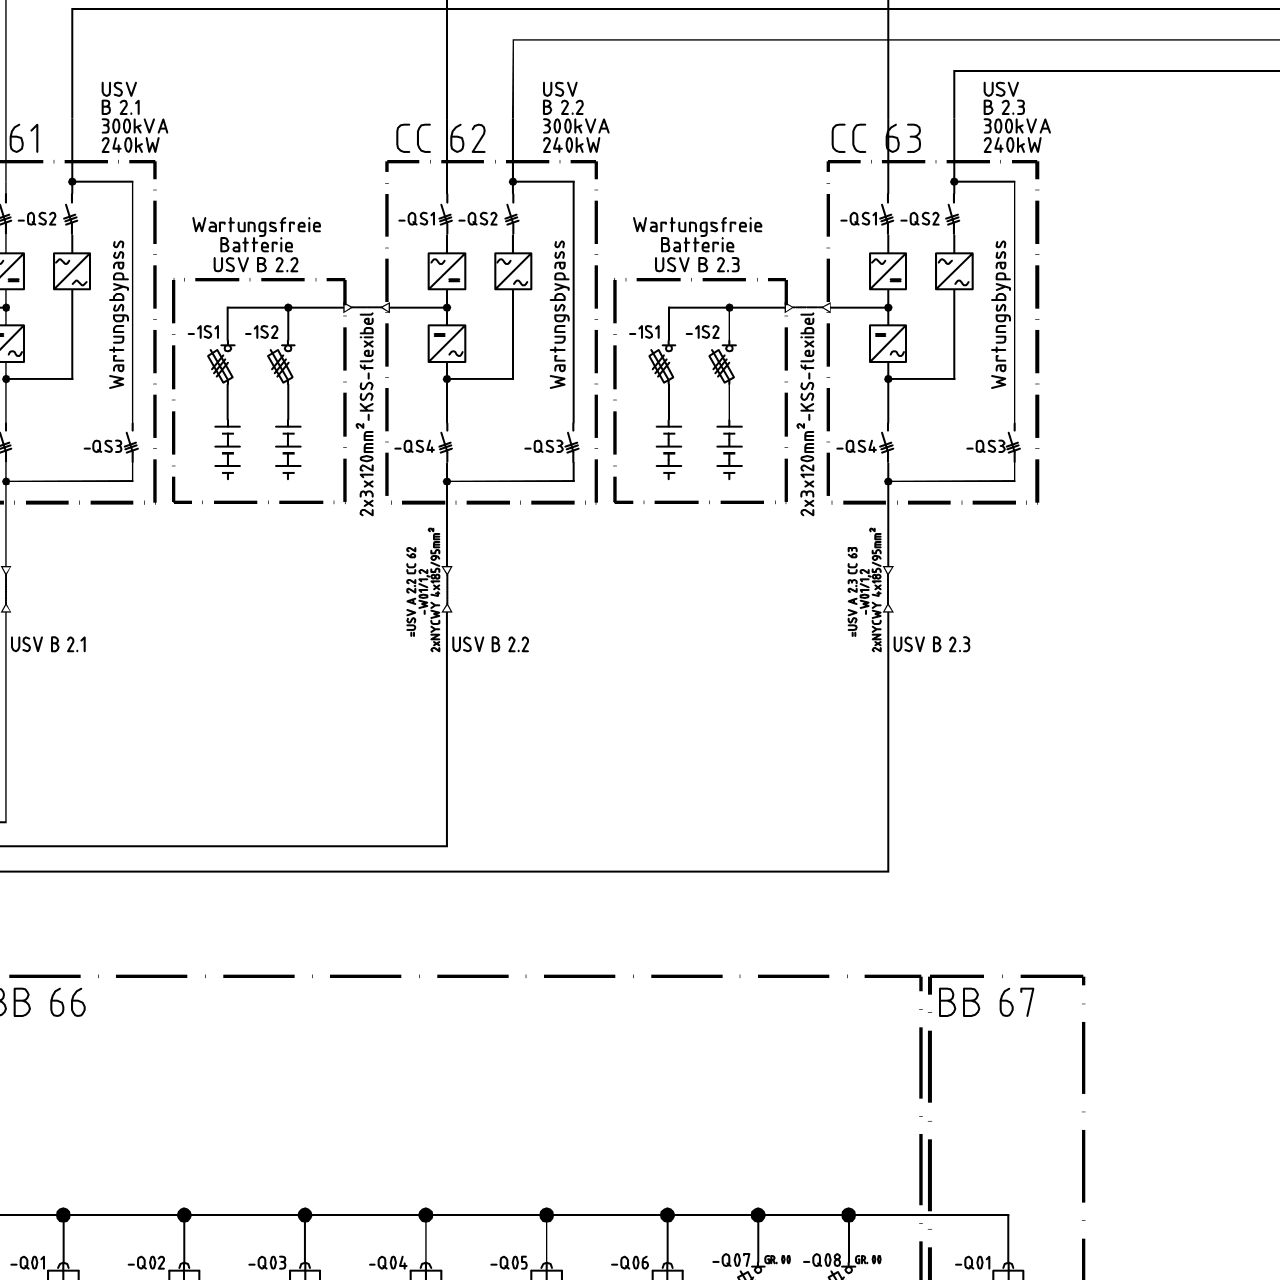 USV
B 2.1
300kVA
240kW
61
-QS2
Wartungsbypass
-QS3
USV B 2.1
Wartungsfreie
Batterie
USV B 2.2
-1S1
-1S2
2x3x120mm²-KSS-flexibel
USV
B 2.2
300kVA
240kW
CC 62
-QS1
-QS2
Wartungsbypass
-QS4
-QS3
=USV A 2.2 CC 62
-W01/1,2
2xNYCWY 4x185/95mm²
USV B 2.2
Wartungsfreie
Batterie
USV B 2.3
-1S1
-1S2
2x3x120mm²-KSS-flexibel
USV
B 2.3
300kVA
240kW
CC 63
-QS1
-QS2
Wartungsbypass
-QS4
-QS3
=USV A 2.3 CC 63
-W01/1,2
2xNYCWY 4x185/95mm²
USV B 2.3
BB 66
BB 67
-Q01
-Q02
-Q03
-Q04
-Q05
-Q06
-Q07
GR.00
-Q08
GR.00
-Q01